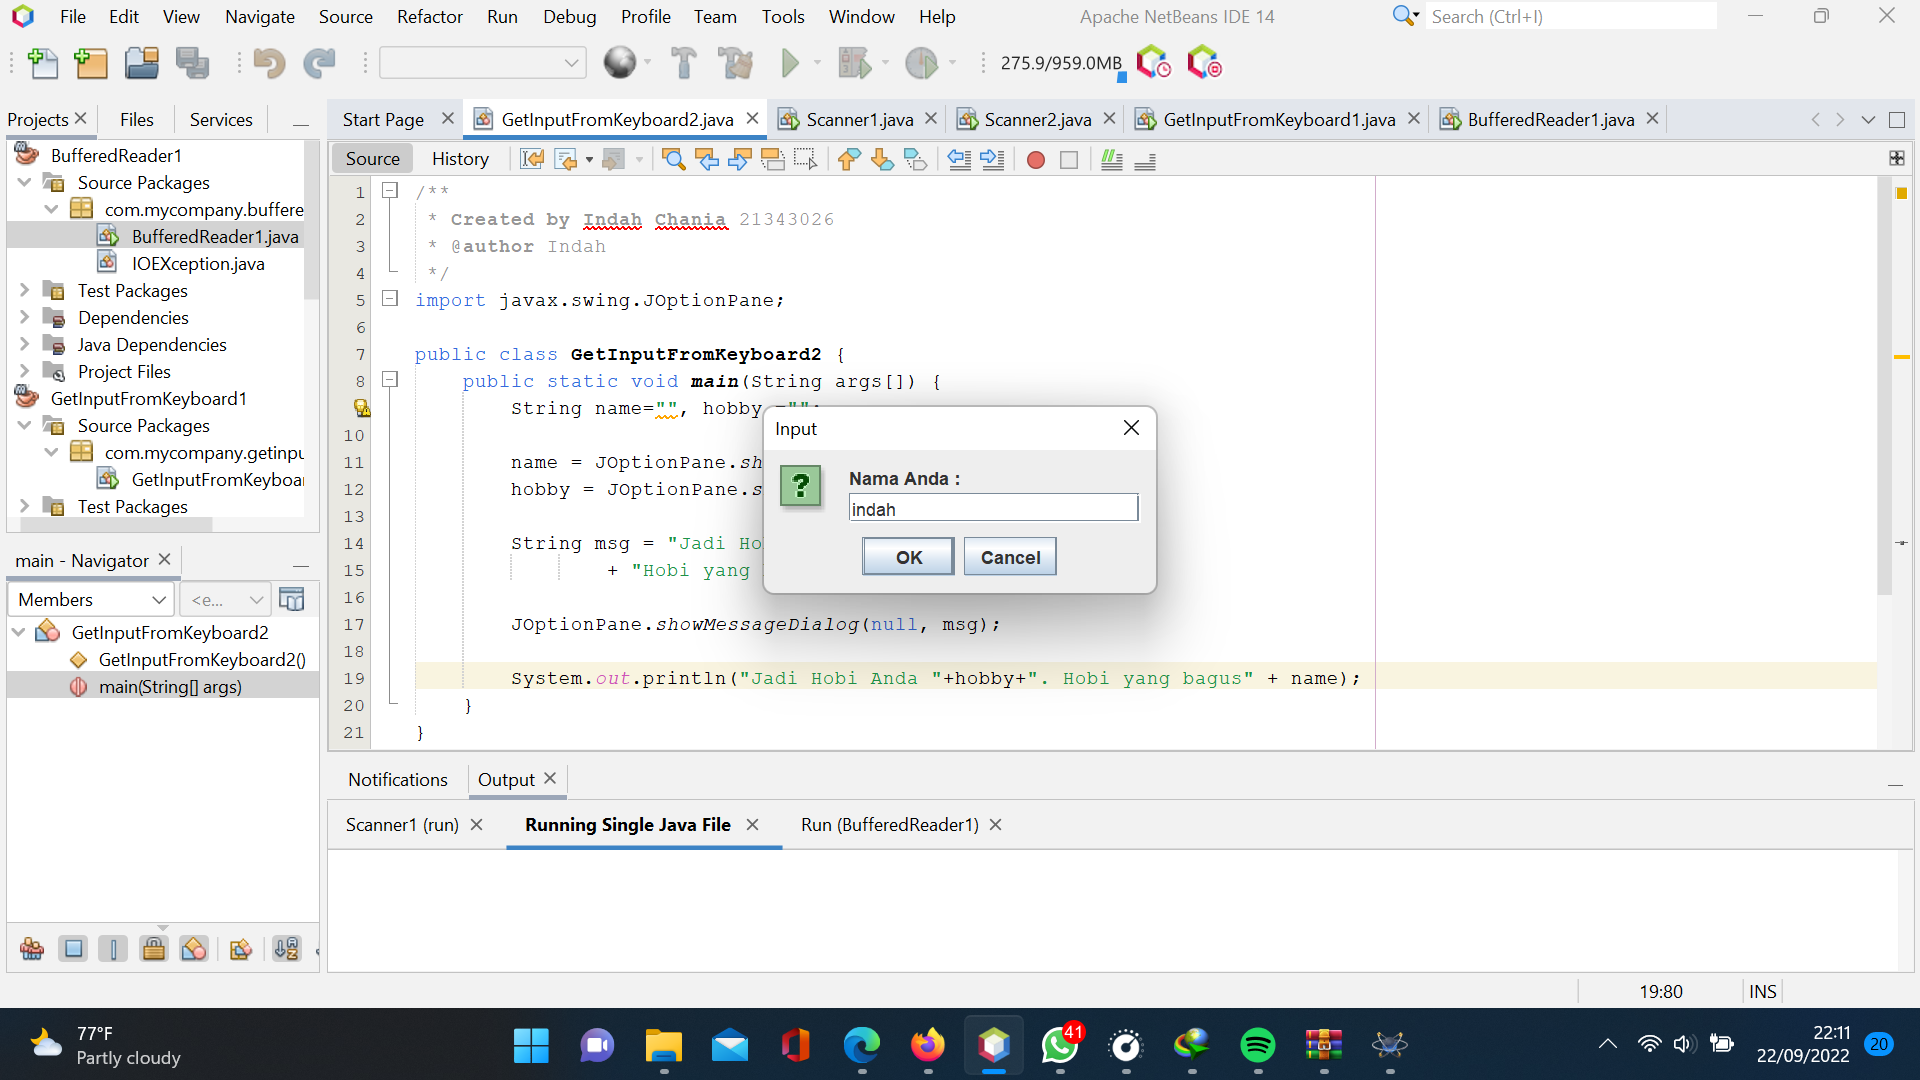 File Edit View Navigate Source Refactor Run Debug Profile Team Tools Window Help Apache NetBeans IDE 14 Search (Ctrl+I)
275.9/959.0MB
Projects Files Services
BufferedReader1
Source Packages
com.mycompany.buffere
BufferedReader1.java
IOEXception.java
Test Packages
Dependencies
Java Dependencies
Project Files
GetInputFromKeyboard1
Source Packages
com.mycompany.getinpu
GetInputFromKeyboar
Test Packages
main - Navigator
Members <e...
GetInputFromKeyboard2
GetInputFromKeyboard2()
main(String[] args)
Start Page GetInputFromKeyboard2.java Scanner1.java Scanner2.java GetInputFromKeyboard1.java BufferedReader1.java
Source History
1 /**
2 * Created by Indah Chania 21343026
3 * @author Indah
4 */
5 import javax.swing.JOptionPane;
6
7 public class GetInputFromKeyboard2 {
8 public static void main(String args[]) {
String name="", hobby ="";
10
11 name = JOptionPane.sh
12 hobby = JOptionPane.s
13
14 String msg = "Jadi Ho
15 + "Hobi yang
16
17 JOptionPane.showMessageDialog(null, msg);
18
19 System.out.println("Jadi Hobi Anda "+hobby+". Hobi yang bagus" + name);
20 }
21 }
Input
Nama Anda :
indah
OK Cancel
Notifications Output
Scanner1 (run) Running Single Java File Run (BufferedReader1)
19:80 INS
77°F
Partly cloudy
41
22:11
22/09/2022
20